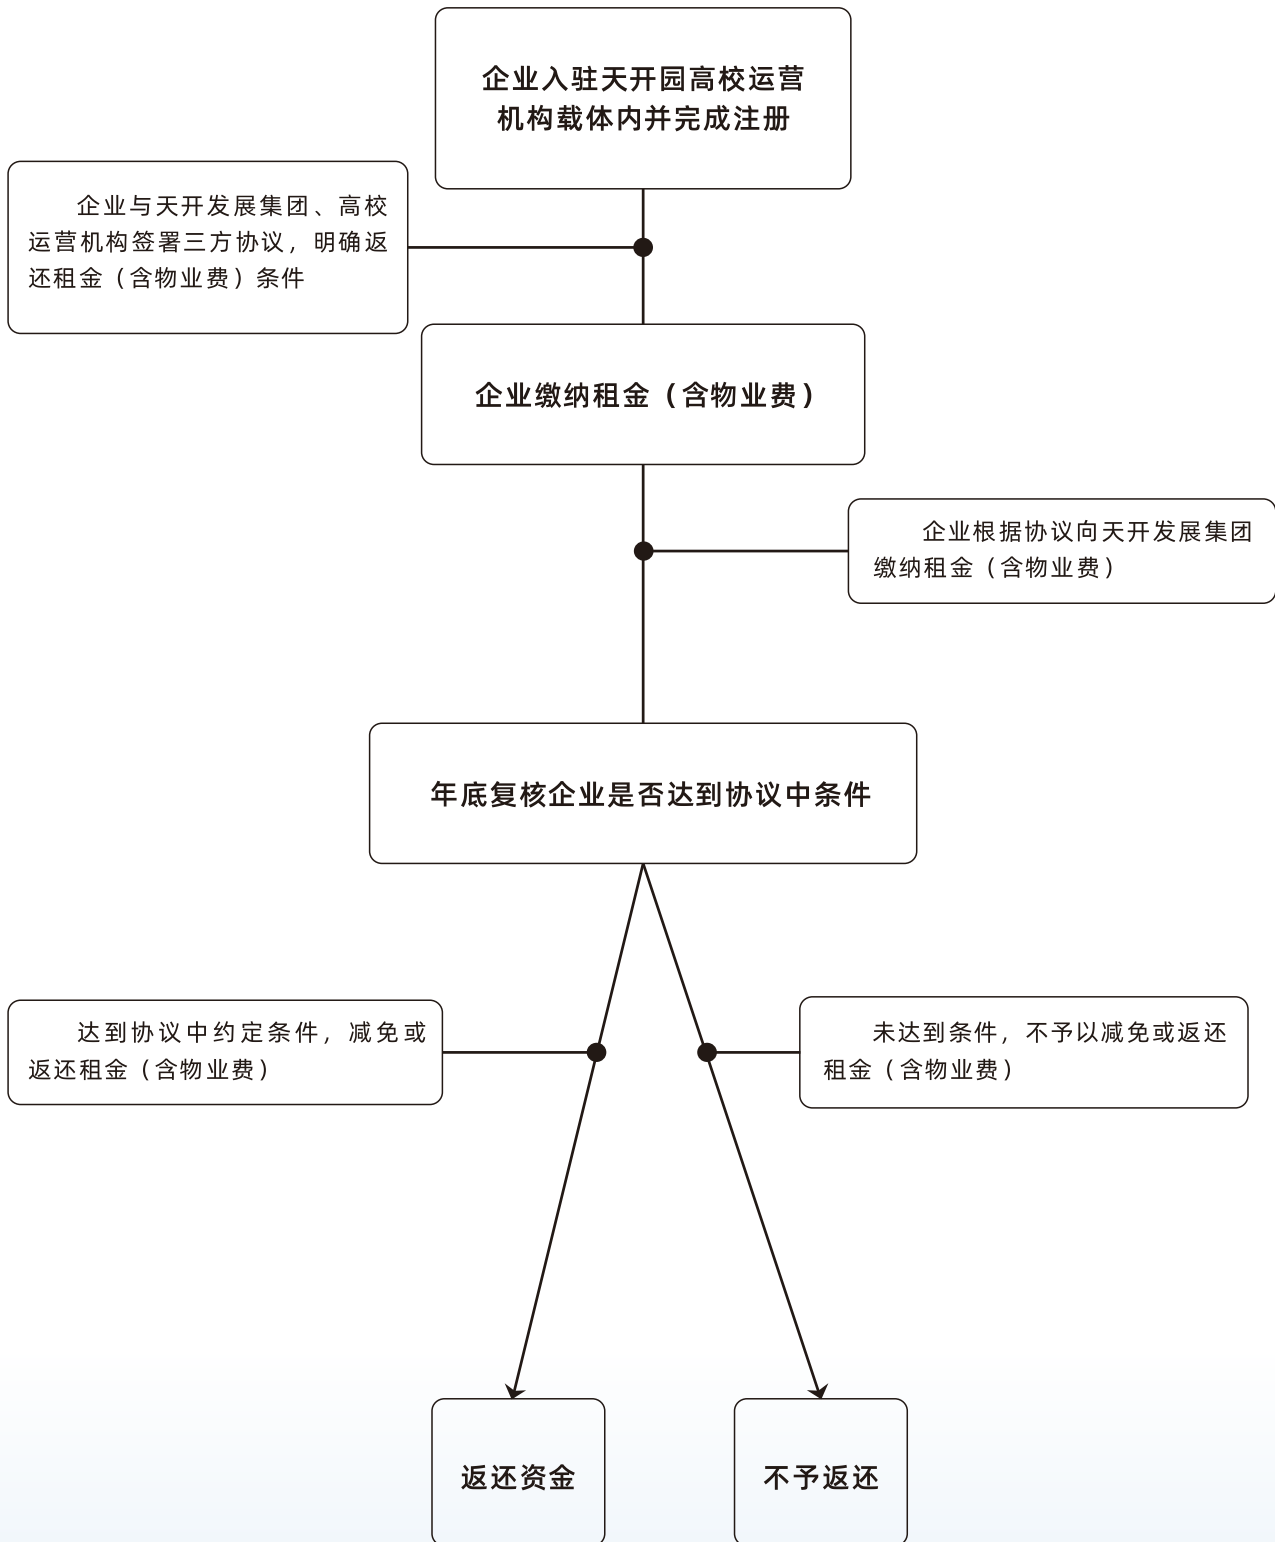 企业入驻天开园高校运营
机构载体内并完成注册
企业与天开发展集团、高校
运营机构签署三方协议，明确返
还租金（含物业费）条件
企业缴纳租金（含物业费）
企业根据协议向天开发展集团
缴纳租金（含物业费）
年底复核企业是否达到协议中条件
达到协议中约定条件，减免或
返还租金（含物业费）
未达到条件，不予以减免或返还
租金（含物业费）
返还资金
不予返还